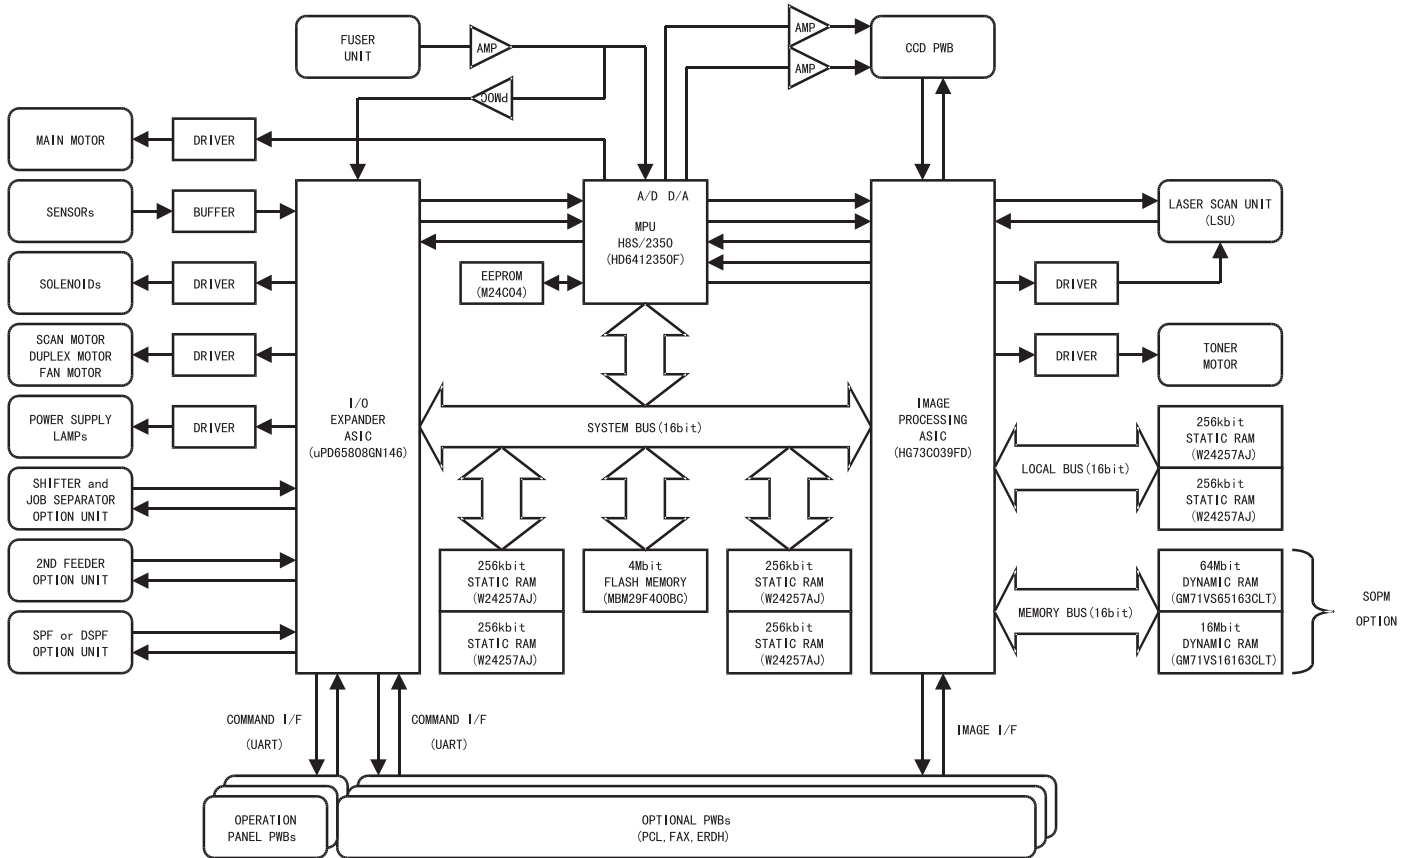 FUSER
UNIT
AMP
PMOC
AMP
AMP
CCD PWB
MAIN MOTOR
DRIVER
SENSORs
BUFFER
SOLENOIDs
DRIVER
SCAN MOTOR
DUPLEX MOTOR
FAN MOTOR
DRIVER
POWER SUPPLY
LAMPs
DRIVER
SHIFTER and
JOB SEPARATOR
OPTION UNIT
2ND FEEDER
OPTION UNIT
SPF or DSPF
OPTION UNIT
I/O
EXPANDER
ASIC
(uPD65808GN146)
A/D D/A
MPU
H8S/2350
(HD6412350F)
EEPROM
(M24C04)
SYSTEM BUS(16bit)
256kbit
STATIC RAM
(W24257AJ)
256kbit
STATIC RAM
(W24257AJ)
4Mbit
FLASH MEMORY
(MBM29F400BC)
256kbit
STATIC RAM
(W24257AJ)
256kbit
STATIC RAM
(W24257AJ)
IMAGE
PROCESSING
ASIC
(HG73C039FD)
LASER SCAN UNIT
(LSU)
DRIVER
DRIVER
TONER
MOTOR
LOCAL BUS(16bit)
256kbit
STATIC RAM
(W24257AJ)
256kbit
STATIC RAM
(W24257AJ)
MEMORY BUS(16bit)
64Mbit
DYNAMIC RAM
(GM71VS65163CLT)
16Mbit
DYNAMIC RAM
(GM71VS16163CLT)
SOPM
OPTION
COMMAND I/F
(UART)
COMMAND I/F
(UART)
IMAGE I/F
OPERATION
PANEL PWBs
OPTIONAL PWBs
(PCL,FAX,ERDH)